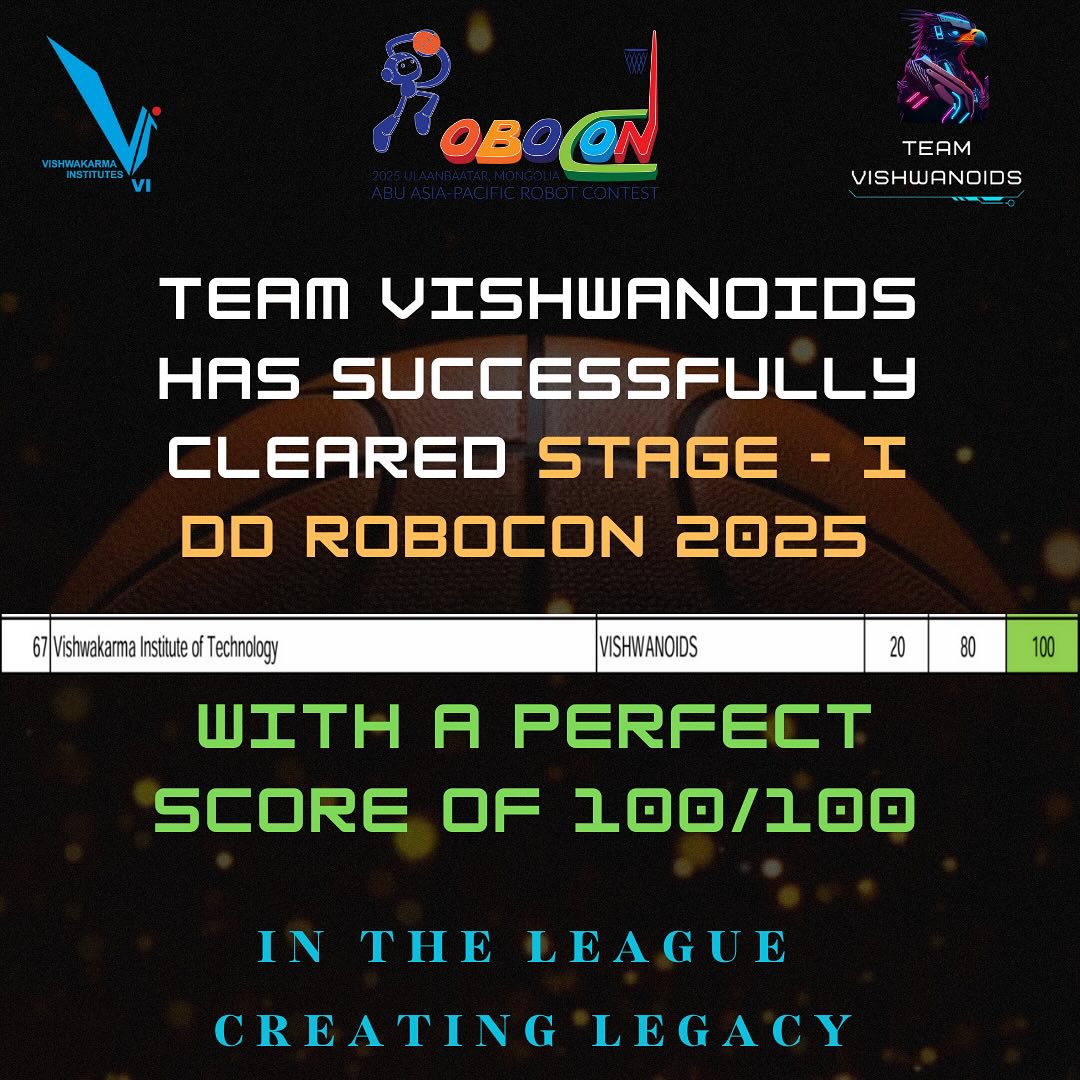 VISHWAKARMA
INSTITUTES
VI
ROBOCON
2025 ULAANBAATAR, MONGOLIA
ABU ASIA-PACIFIC ROBOT CONTEST
TEAM
VISHWANOIDS
TEAM VISHWANOIDS
HAS SUCCESSFULLY
CLEARED STAGE - I
DD ROBOCON 2025
67 Vishwakarma Institute of Technology VISHWANOIDS 20 80 100
WITH A PERFECT
SCORE OF 100/100
IN THE LEAGUE
CREATING LEGACY